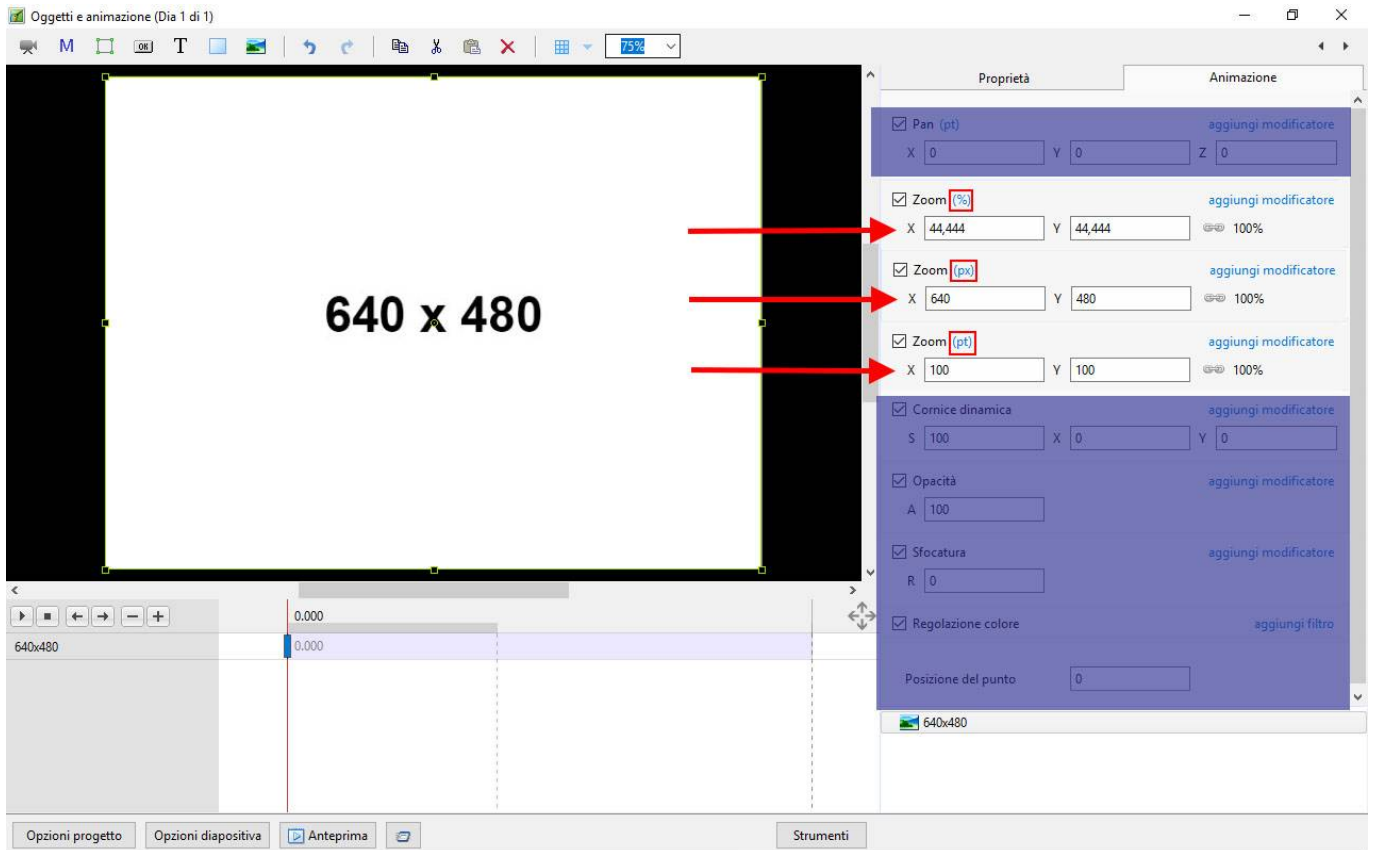 Oggetti e animazione (Dia 1 di 1)
M OK T 75%
Proprietà Animazione
Pan (pt) aggiungi modificatore
X 0 Y 0 Z 0
Zoom (%) aggiungi modificatore
X 44,444 Y 44,444 100%
Zoom (px) aggiungi modificatore
X 640 Y 480 100%
640 x 480
Zoom (pt) aggiungi modificatore
X 100 Y 100 100%
Cornice dinamica aggiungi modificatore
S 100 X 0 Y 0
Opacità aggiungi modificatore
A 100
Sfocatura aggiungi modificatore
R 0
Regolazione colore aggiungi filtro
Posizione del punto 0
640x480
0.000
640x480 0.000
Opzioni progetto Opzioni diapositiva Anteprima Strumenti